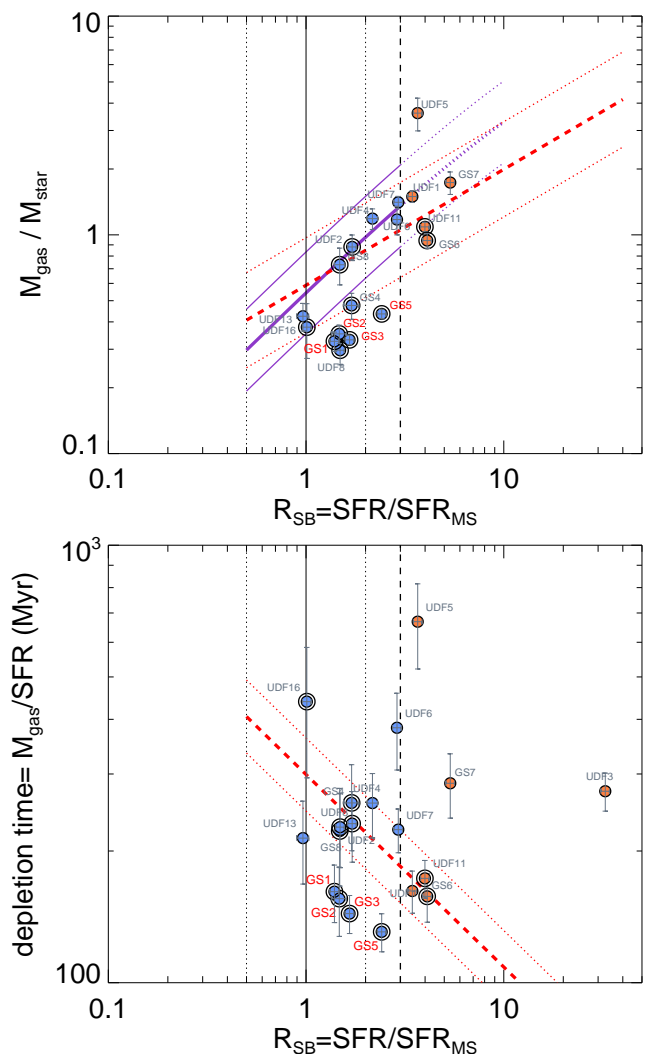 10
UDF5
GS7
UDF7
UDF1
UDF4
UDF6
UDF11
UDF2
GS6
GS8
1
GS4
GS5
UDF13
GS2
UDF16
GS3
GS1
UDF8
0.1
0.1 1 10
M_gas / M_star
R_SB=SFR/SFR_MS
10^3
UDF5
UDF16
UDF6
GS7
UDF3
GS4
UDF4
UDF13
UDF7
UDF2
GS8
UDF11
GS1
GS6
GS3
GS2
GS5
100
0.1 1 10
depletion time= M_gas/SFR (Myr)
R_SB=SFR/SFR_MS